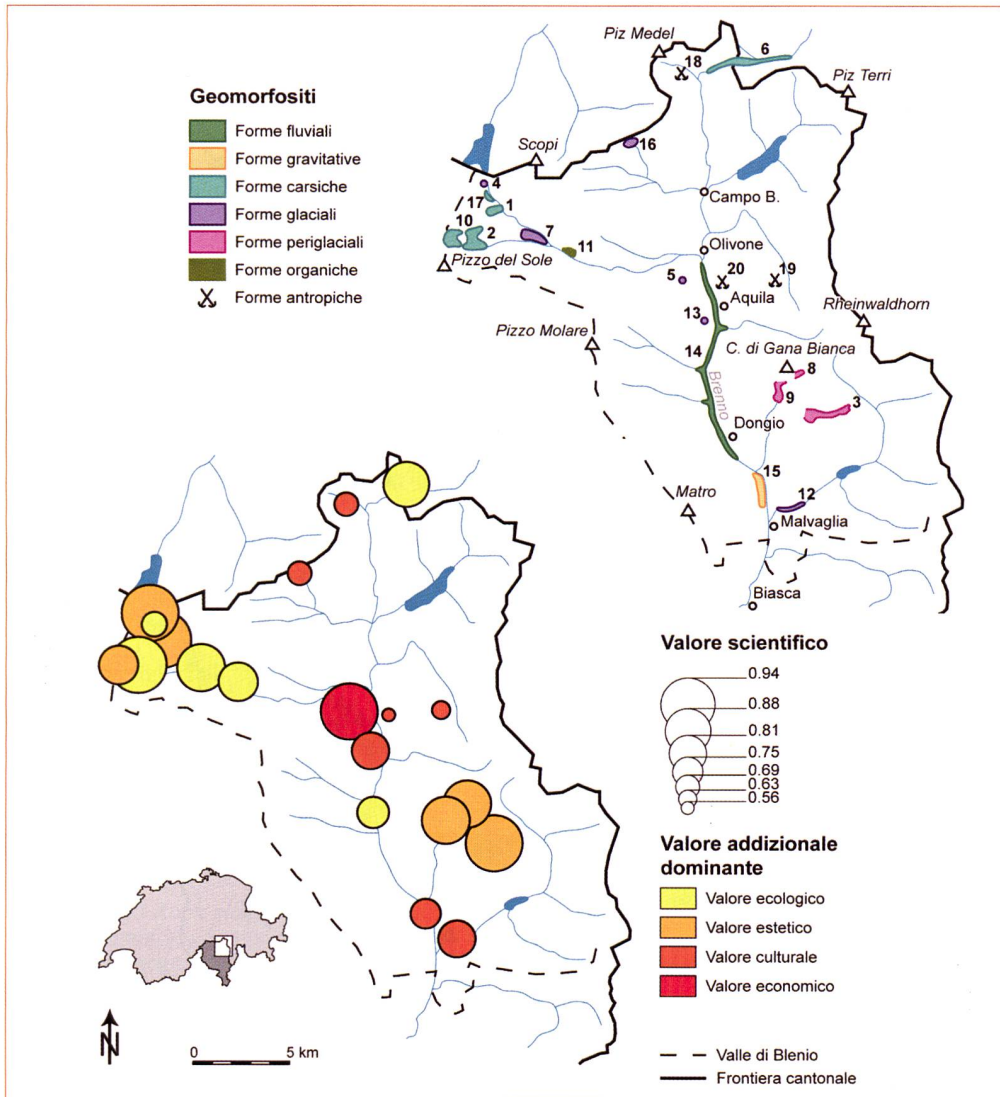 Geomorfositi
Forme fluviali
Forme gravitative
Forme carsiche
Forme glaciali
Forme periglaciali
Forme organiche
Forme antropiche
Piz Medel
6
18
Piz Terri
Scopi
16
4
17
1
Campo B.
10
2
7
11
Olivone
Pizzo del Sole
5
20
19
Aquila
Rheinwaldhorn
13
Pizzo Molare
14
C. di Gana Bianca
8
Brenno
9
3
Dongio
15
Matro
12
Malvaglia
Biasca
Valore scientifico
0.94
0.88
0.81
0.75
0.69
0.63
0.56
Valore addizionale
dominante
Valore ecologico
Valore estetico
Valore culturale
Valore economico
N
0 5 km
Valle di Blenio
Frontiera cantonale